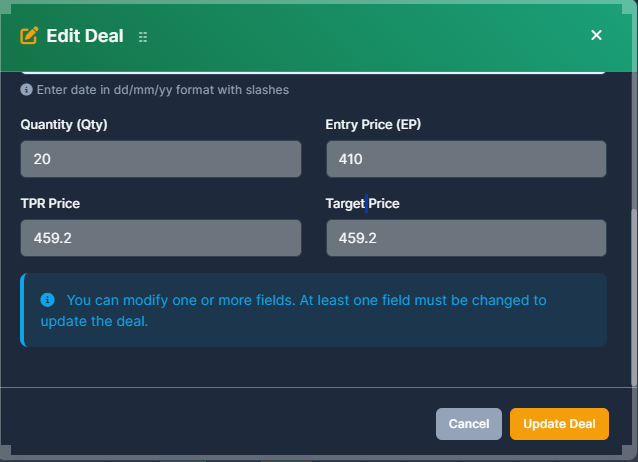 Edit Deal
Enter date in dd/mm/yy format with slashes
Quantity (Qty) Entry Price (EP)
20 410
TPR Price Target Price
459.2 459.2
You can modify one or more fields. At least one field must be changed to
update the deal.
Cancel Update Deal